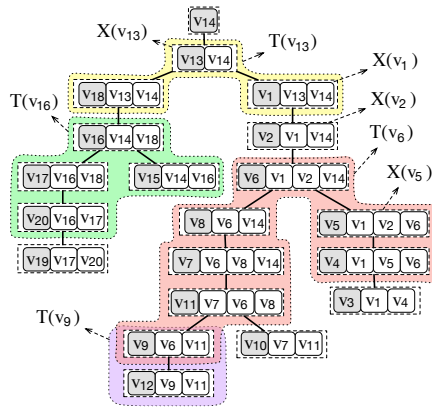 v14
X(v13)
v13 v14
T(v13)
X(v1)
v18 v13 v14
v1 v13 v14
T(v16)
X(v2)
v16 v14 v18
v2 v1 v14
T(v6)
v17 v16 v18
v15 v14 v16
v6 v1 v2 v14
X(v5)
v20 v16 v17
v8 v6 v14
v5 v1 v2 v6
v19 v17 v20
v7 v6 v8 v14
v4 v1 v5 v6
v11 v7 v6 v8
v3 v1 v4
T(v9)
v9 v6 v11
v10 v7 v11
v12 v9 v11